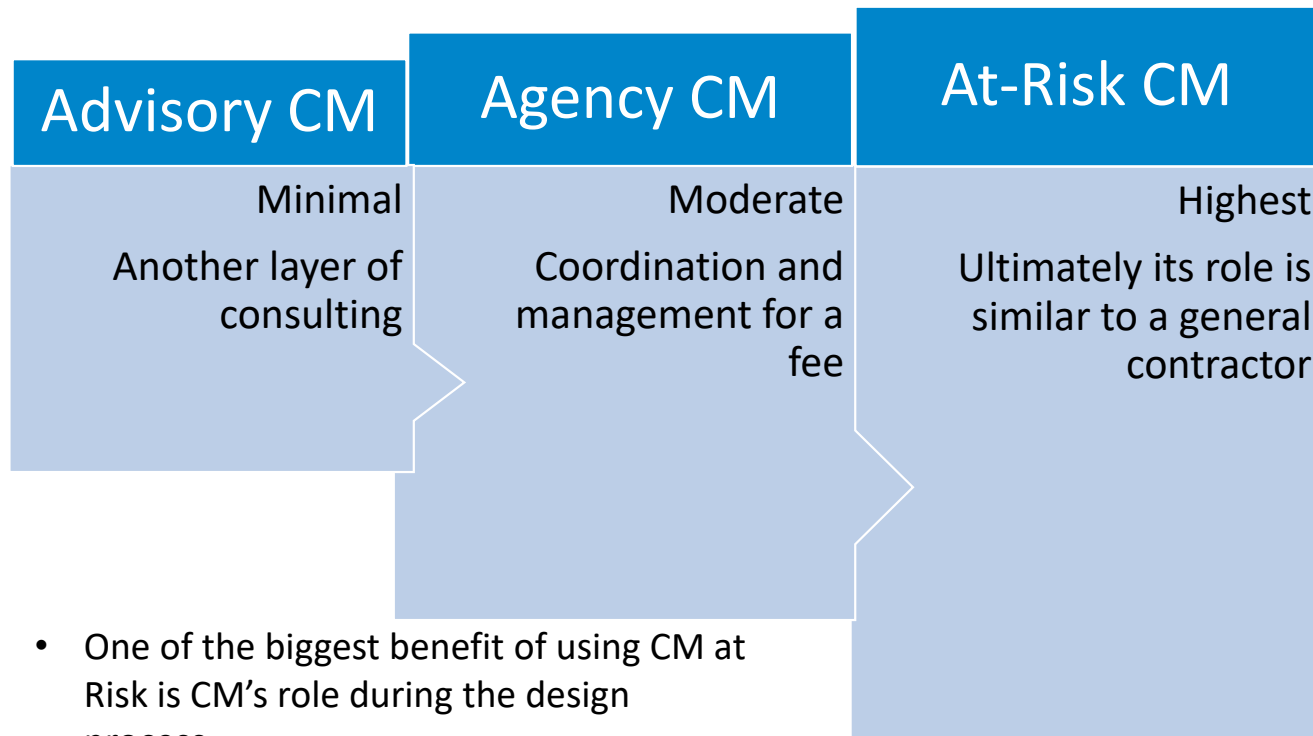 Advisory CM
Agency CM
At-Risk CM
Minimal
Another layer of
consulting
Moderate
Coordination and
management for a
fee
Highest
Ultimately its role is
similar to a general
contractor
• One of the biggest benefit of using CM at
Risk is CM’s role during the design